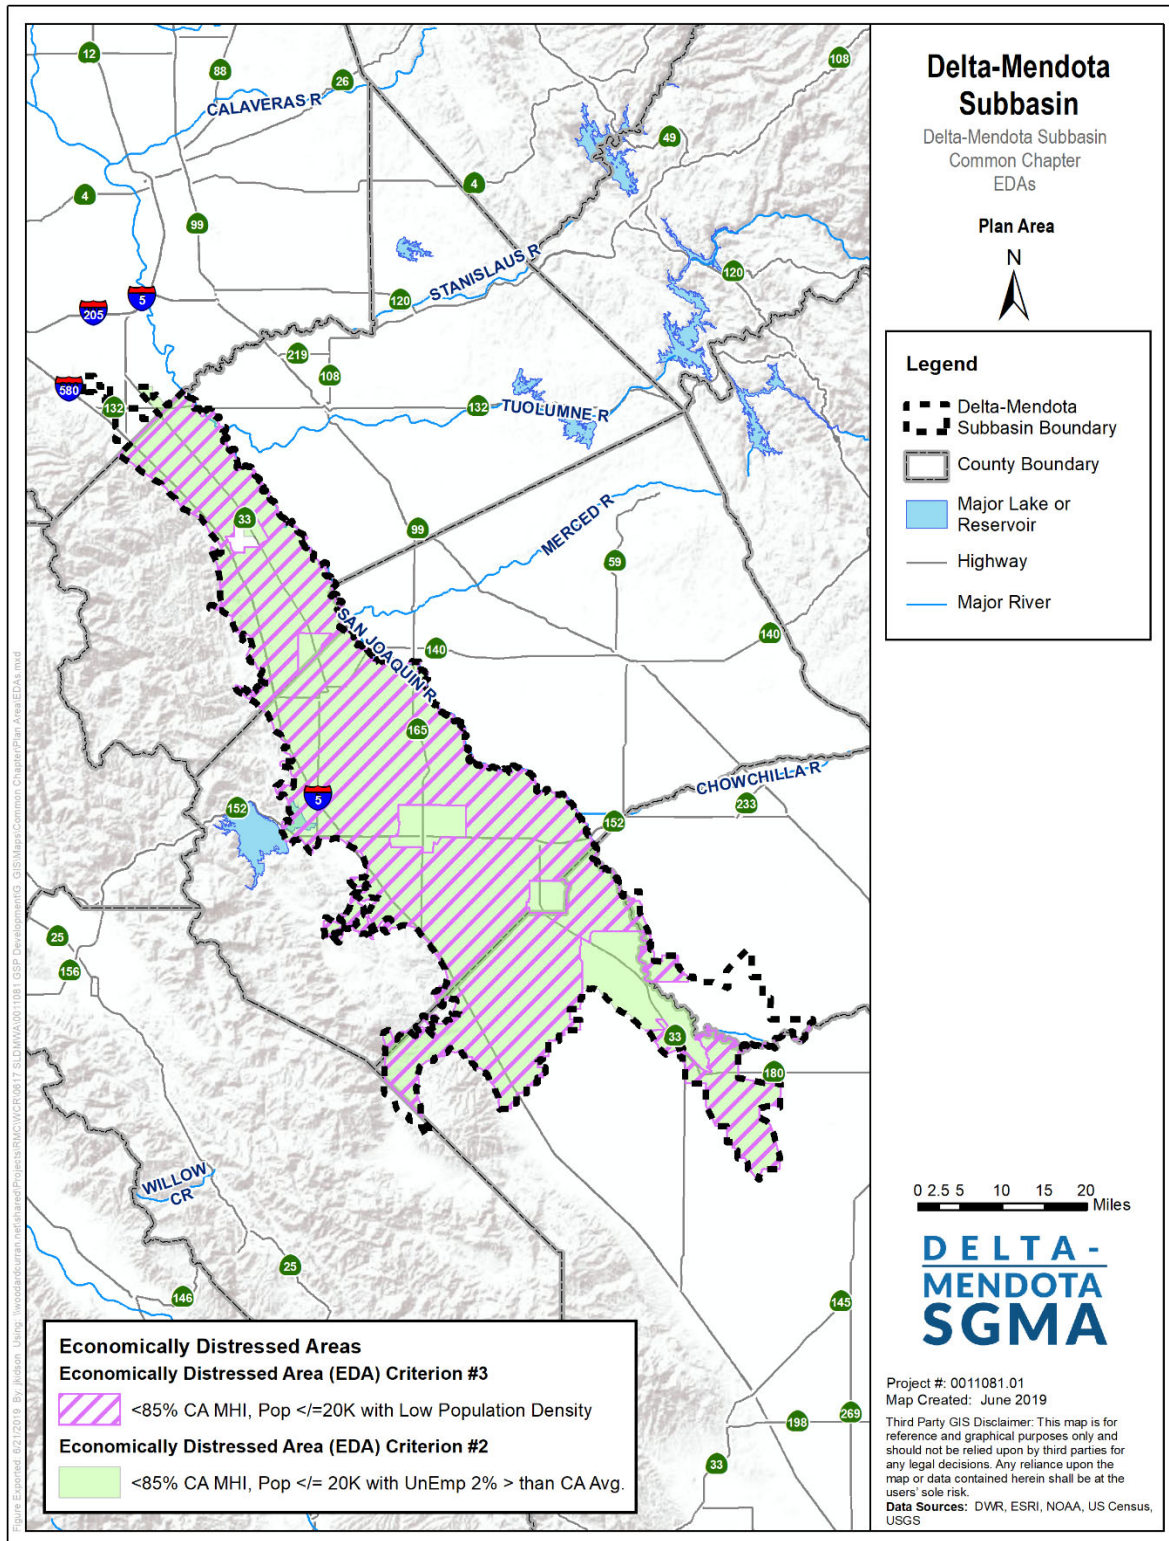 Delta-Mendota
Subbasin
Delta-Mendota Subbasin
Common Chapter
EDAs
Plan Area
N
Legend
Delta-Mendota
Subbasin Boundary
County Boundary
Major Lake or
Reservoir
Highway
Major River
0 2.5 5 10 15 20
Miles
DELTA-
MENDOTA
SGMA
Project #: 0011081.01
Map Created: June 2019
Third Party GIS Disclaimer: This map is for
reference and graphical purposes only and
should not be relied upon by third parties for
any legal decisions. Any reliance upon the
map or data contained herein shall be at the
users' sole risk.
Data Sources: DWR, ESRI, NOAA, US Census,
USGS
12
88
26
108
CALAVERAS R
49
4
4
99
STANISLAUS R
120
5
205
120
219
108
580
132
132
TUOLUMNE R
33
99
MERCED R
59
SAN JOAQUIN R
140
140
165
CHOWCHILLA R
5
152
152
233
25
156
33
180
WILLOW
CR
25
146
145
198
269
33
Economically Distressed Areas
Economically Distressed Area (EDA) Criterion #3
<85% CA MHI, Pop </=20K with Low Population Density
Economically Distressed Area (EDA) Criterion #2
<85% CA MHI, Pop </= 20K with UnEmp 2% > than CA Avg.